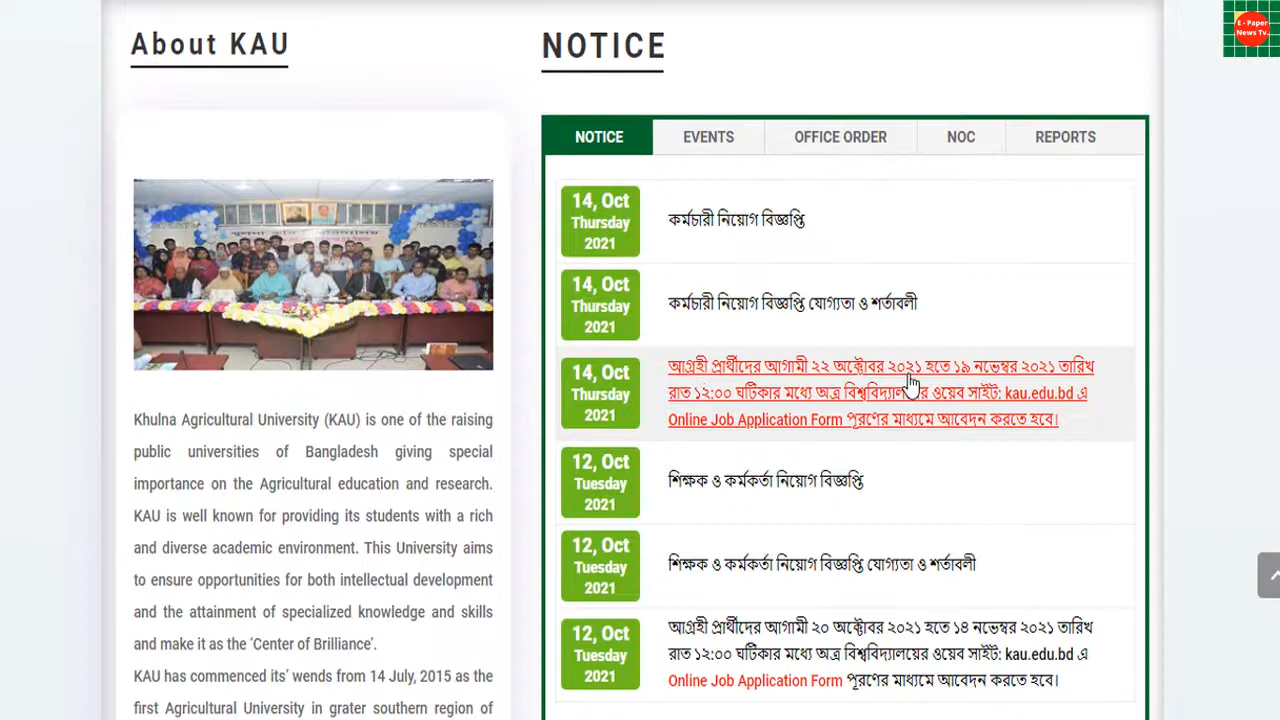 About KAU
Khulna Agricultural University (KAU) is one of the raising
public universities of Bangladesh giving special
importance on the Agricultural education and research.
KAU is well known for providing its students with a rich
and diverse academic environment. This University aims
to ensure opportunities for both intellectual development
and the attainment of specialized knowledge and skills
and make it as the ‘Center of Brilliance’.
KAU has commenced its’ wends from 14 July, 2015 as the
first Agricultural University in grater southern region of
NOTICE
NOTICE EVENTS OFFICE ORDER NOC REPORTS
14, Oct
Thursday
2021
কর্মচারী নিয়োগ বিজ্ঞপ্তি
14, Oct
Thursday
2021
কর্মচারী নিয়োগ বিজ্ঞপ্তি যোগ্যতা ও শর্তাবলী
14, Oct
Thursday
2021
আগ্রহী প্রার্থীদের আগামী ২২ অক্টোবর ২০২১ হতে ১৯ নভেম্বর ২০২১ তারিখ
রাত ১২:০০ ঘটিকার মধ্যে অত্র বিশ্ববিদ্যালয়ের ওয়েব সাইট: kau.edu.bd এ
Online Job Application Form পূরণের মাধ্যমে আবেদন করতে হবে।
12, Oct
Tuesday
2021
শিক্ষক ও কর্মকর্তা নিয়োগ বিজ্ঞপ্তি
12, Oct
Tuesday
2021
শিক্ষক ও কর্মকর্তা নিয়োগ বিজ্ঞপ্তি যোগ্যতা ও শর্তাবলী
12, Oct
Tuesday
2021
আগ্রহী প্রার্থীদের আগামী ২০ অক্টোবর ২০২১ হতে ১৪ নভেম্বর ২০২১ তারিখ
রাত ১২:০০ ঘটিকার মধ্যে অত্র বিশ্ববিদ্যালয়ের ওয়েব সাইট: kau.edu.bd এ
Online Job Application Form পূরণের মাধ্যমে আবেদন করতে হবে।
E - Paper
News Tv.